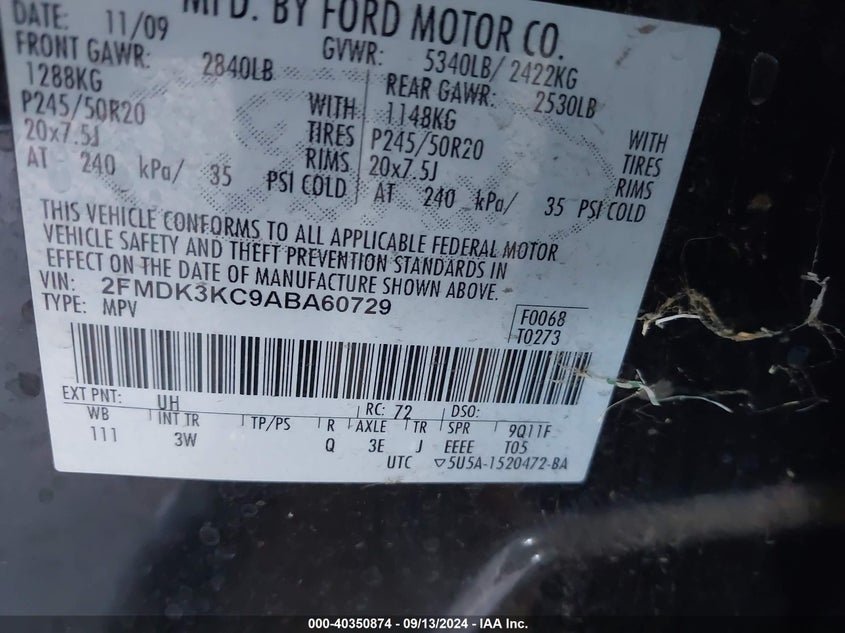 MFD. BY FORD MOTOR CO.
DATE: 11/09 GVWR: 5340LB/ 2422KG
FRONT GAWR: 2840LB REAR GAWR: 2530LB
1288KG WITH 1148KG WITH
P245/50R20 TIRES P245/50R20 TIRES
20x7.5J RIMS 20x7.5J RIMS
AT 240 kPa/ 35 PSI COLD AT 240 kPa/ 35 PSI COLD
THIS VEHICLE CONFORMS TO ALL APPLICABLE FEDERAL MOTOR
VEHICLE SAFETY AND THEFT PREVENTION STANDARDS IN
EFFECT ON THE DATE OF MANUFACTURE SHOWN ABOVE.
VIN: 2FMDK3KC9ABA60729
TYPE: MPV
F0068
T0273
EXT PNT: UH RC: 72 DSO:
WB INT TR TP/PS R AXLE TR SPR 9Q11F
111 3W Q 3E J EEEE T05
UTC ▽5U5A-1520472-BA
000-40350874 - 09/13/2024 - IAA Inc.